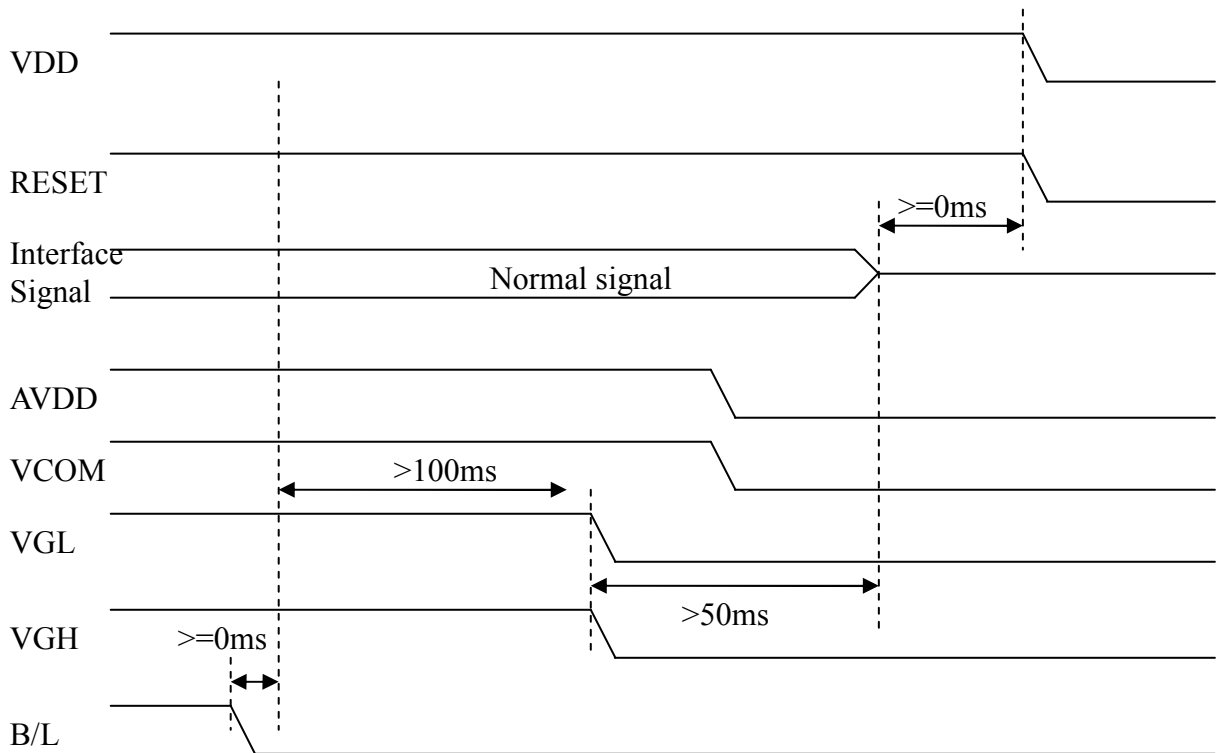 VDD
RESET
>=0ms
Interface
Signal
Normal signal
AVDD
VCOM
>100ms
VGL
>50ms
VGH
>=0ms
B/L